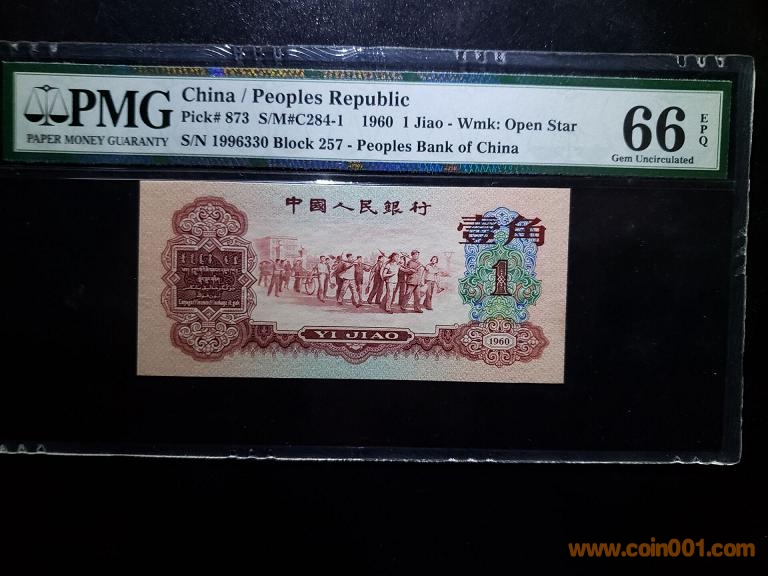 PMG
PAPER MONEY GUARANTY
China / Peoples Republic
Pick# 873 S/M#C284-1 1960 1 Jiao - Wmk: Open Star
S/N 1996330 Block 257 - Peoples Bank of China
66
EPQ
Gem Uncirculated
中國人民銀行
壹角
1
YI JIAO
1960
www.coin001.com